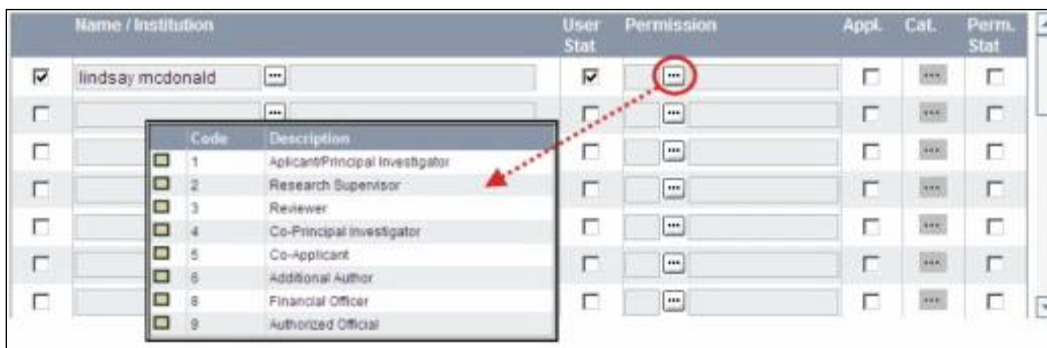 Name / Institution User Stat Permission Appl. Cat. Perm. Stat
lindsay mcdonald
Code Description
1 Aplicant/Principal Investigator
2 Research Supervisor
3 Reviewer
4 Co-Principal Investigator
5 Co-Applicant
6 Additional Author
8 Financial Officer
9 Authorized Official